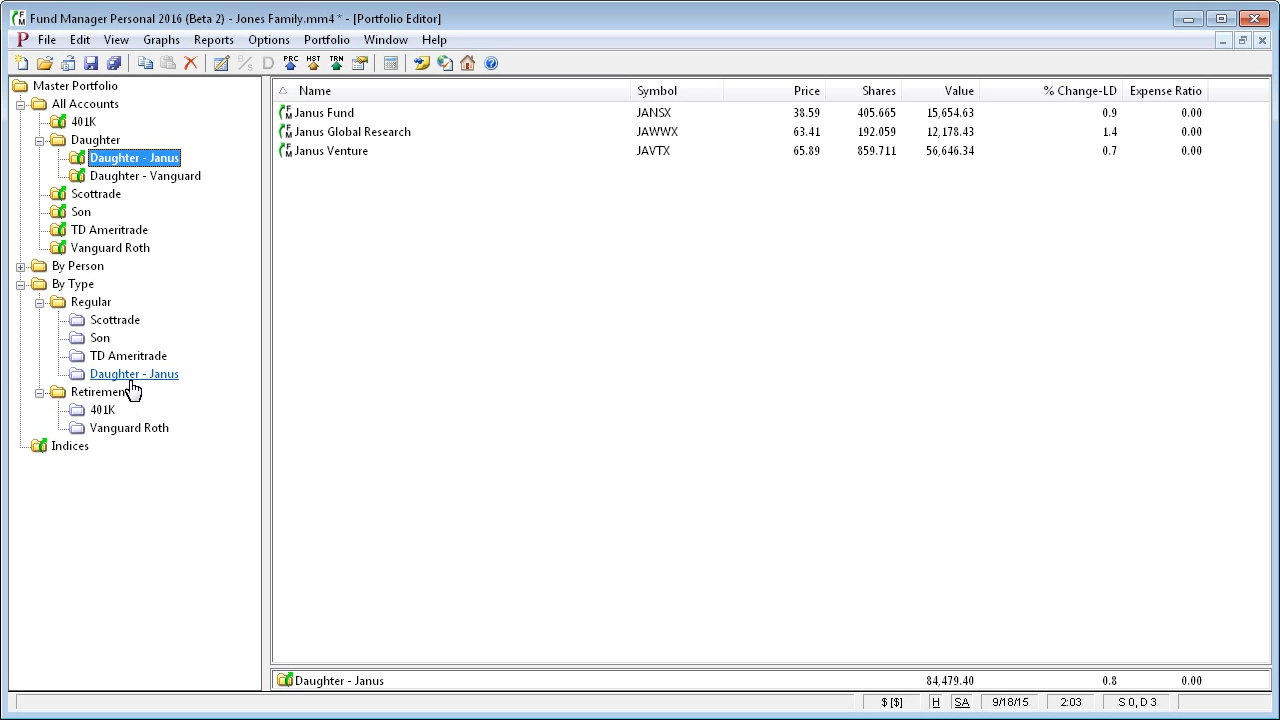 Fund Manager Personal 2016 (Beta 2) - Jones Family.mm4 * - [Portfolio Editor]
File Edit View Graphs Reports Options Portfolio Window Help
PRC HST TRN
Master Portfolio
All Accounts
401K
Daughter
Daughter - Janus
Daughter - Vanguard
Scottrade
Son
TD Ameritrade
Vanguard Roth
By Person
By Type
Regular
Scottrade
Son
TD Ameritrade
Daughter - Janus
Retiremen
401K
Vanguard Roth
Indices
Name Symbol Price Shares Value % Change-LD Expense Ratio
Janus Fund JANSX 38.59 405.665 15,654.63 0.9 0.00
Janus Global Research JAWWX 63.41 192.059 12,178.43 1.4 0.00
Janus Venture JAVTX 65.89 859.711 56,646.34 0.7 0.00
Daughter - Janus 84,479.40 0.8 0.00
$ [$] H SA 9/18/15 2:03 S 0, D 3